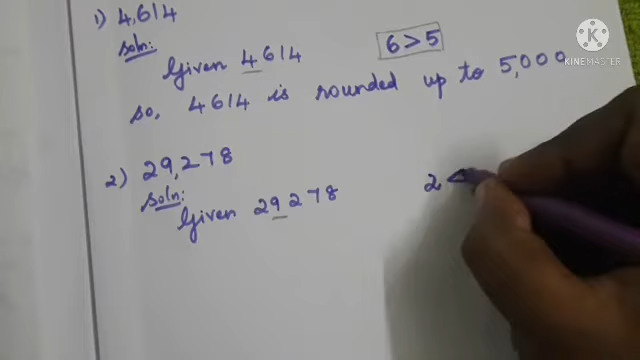 1) 4,614
soln:
Given 4614
6 > 5
so, 4614 is rounded up to 5,000
KINEMASTER
2) 29,278
soln:
Given 29278
2 <